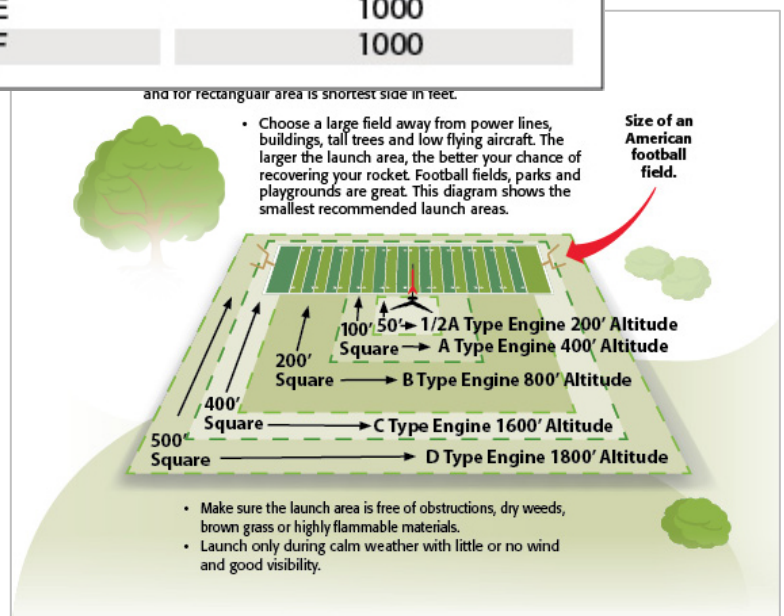 E 1000
F 1000
and for rectangualr area is shortest side in feet.
• Choose a large field away from power lines,
buildings, tall trees and low flying aircraft. The
larger the launch area, the better your chance of
recovering your rocket. Football fields, parks and
playgrounds are great. This diagram shows the
smallest recommended launch areas.
Size of an
American
football
field.
50' 1/2A Type Engine 200' Altitude
100'
Square A Type Engine 400' Altitude
200'
Square B Type Engine 800' Altitude
400'
Square C Type Engine 1600' Altitude
500'
Square D Type Engine 1800' Altitude
• Make sure the launch area is free of obstructions, dry weeds,
brown grass or highly flammable materials.
• Launch only during calm weather with little or no wind
and good visibility.